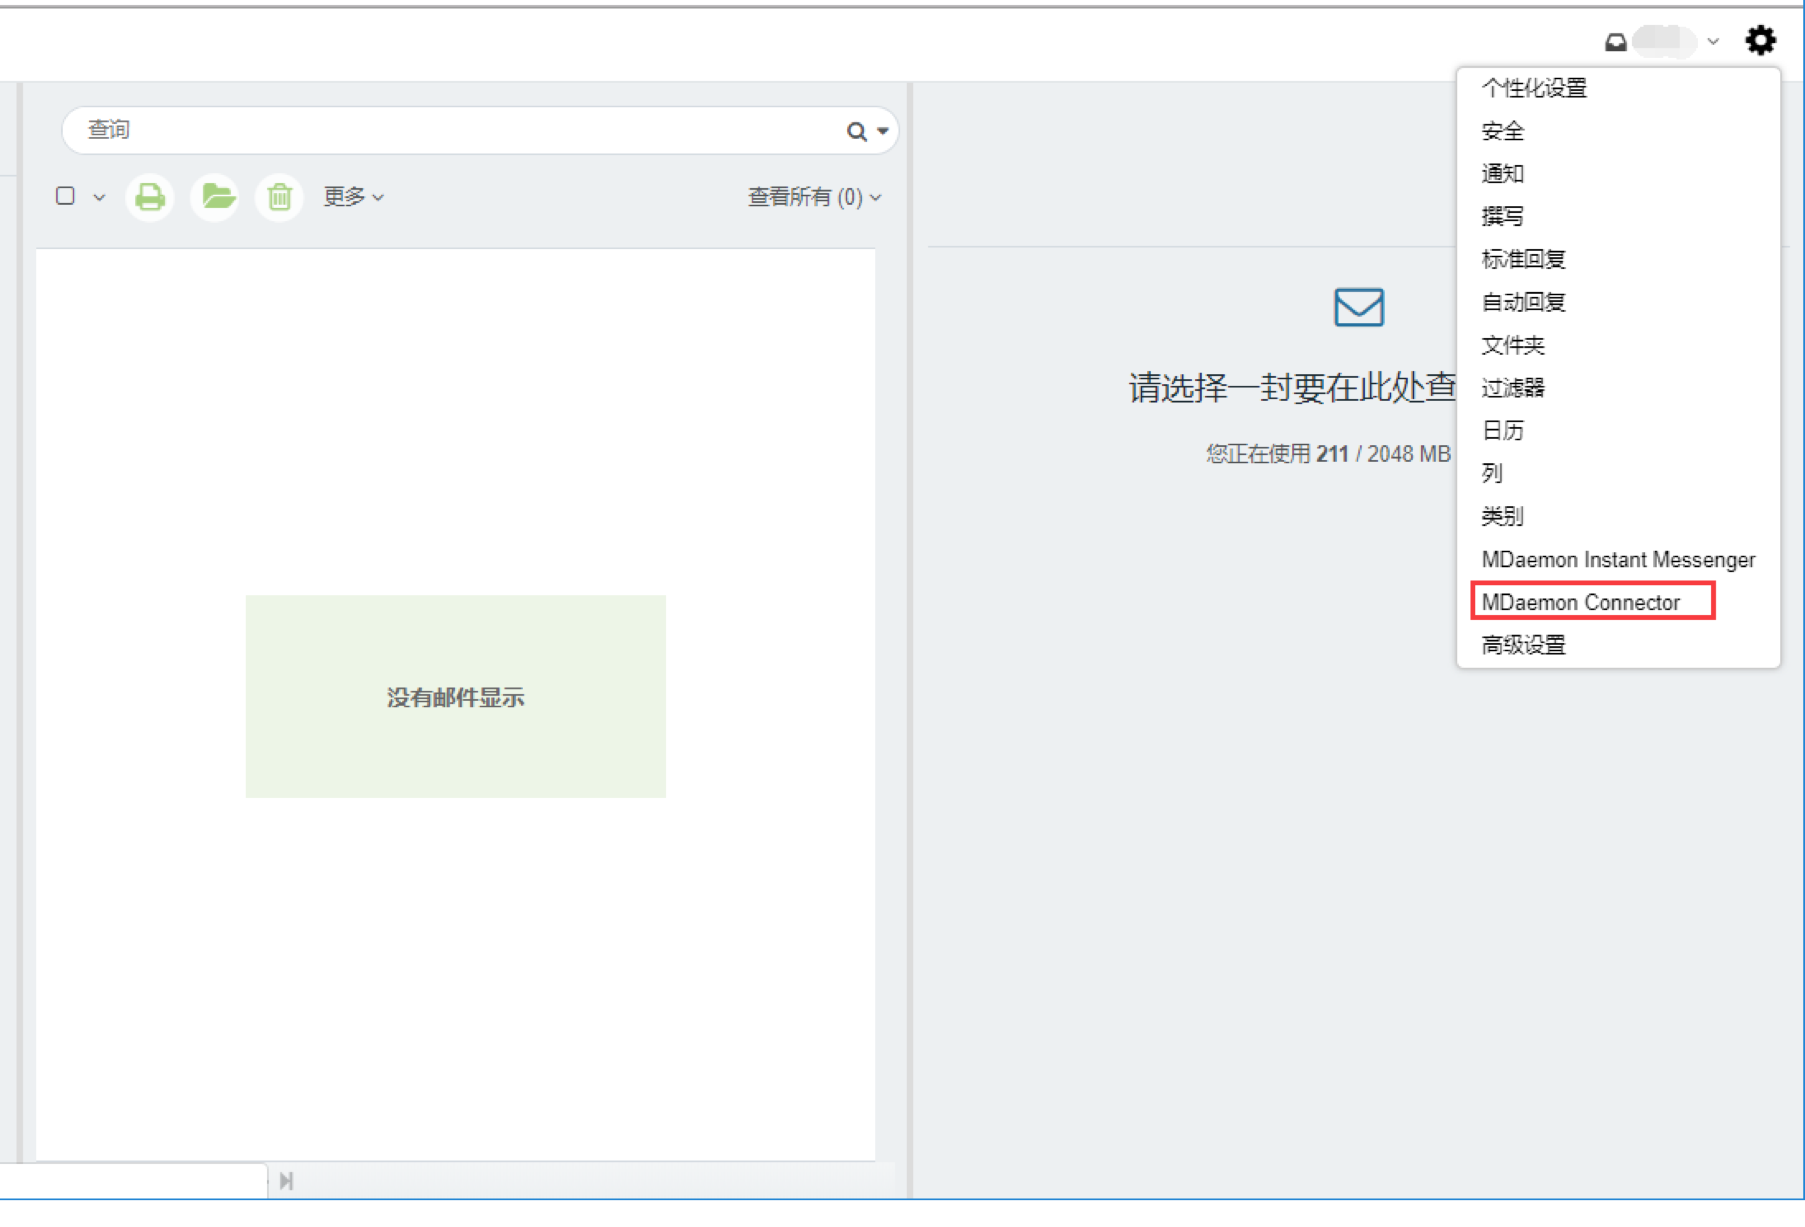 查询
更多
查看所有 (0)
没有邮件显示
请选择一封要在此处查
您正在使用 211 / 2048 MB
个性化设置
安全
通知
撰写
标准回复
自动回复
文件夹
过滤器
日历
列
类别
MDaemon Instant Messenger
MDaemon Connector
高级设置